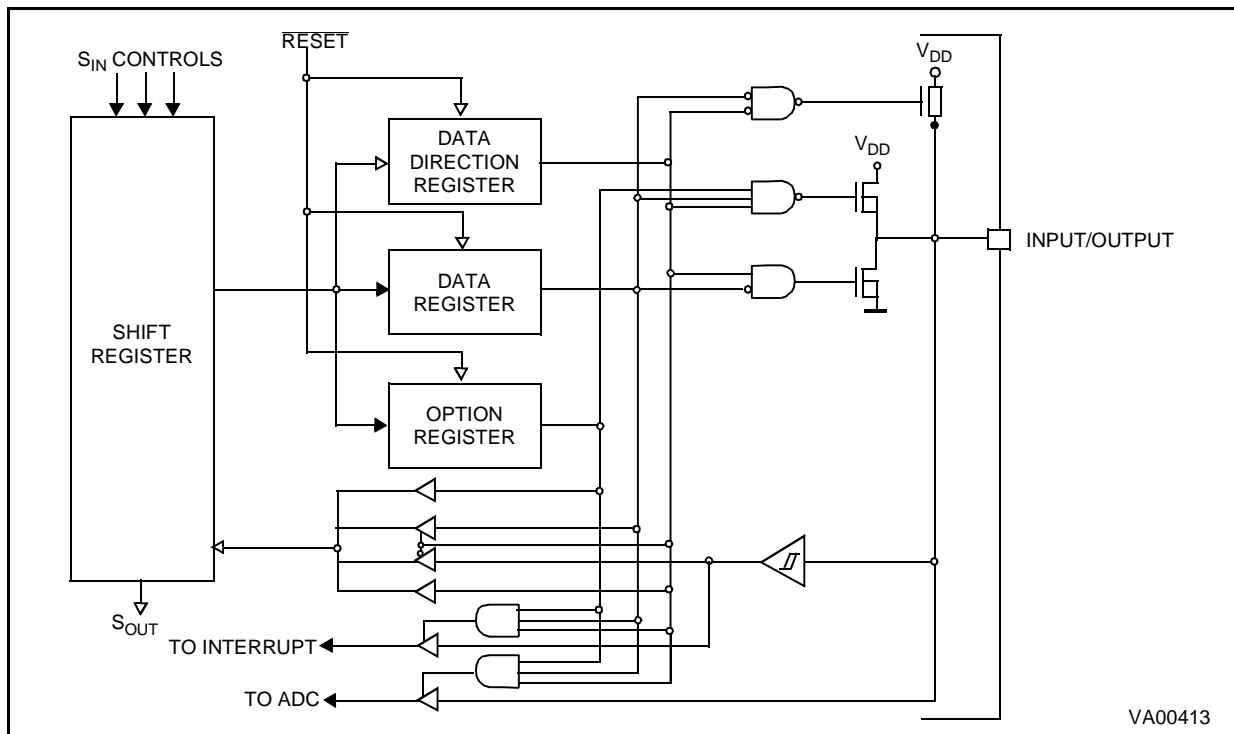 RESET
S_IN CONTROLS
V_DD
DATA
DIRECTION
REGISTER
V_DD
INPUT/OUTPUT
DATA
REGISTER
SHIFT
REGISTER
OPTION
REGISTER
S_OUT
TO INTERRUPT
TO ADC
VA00413